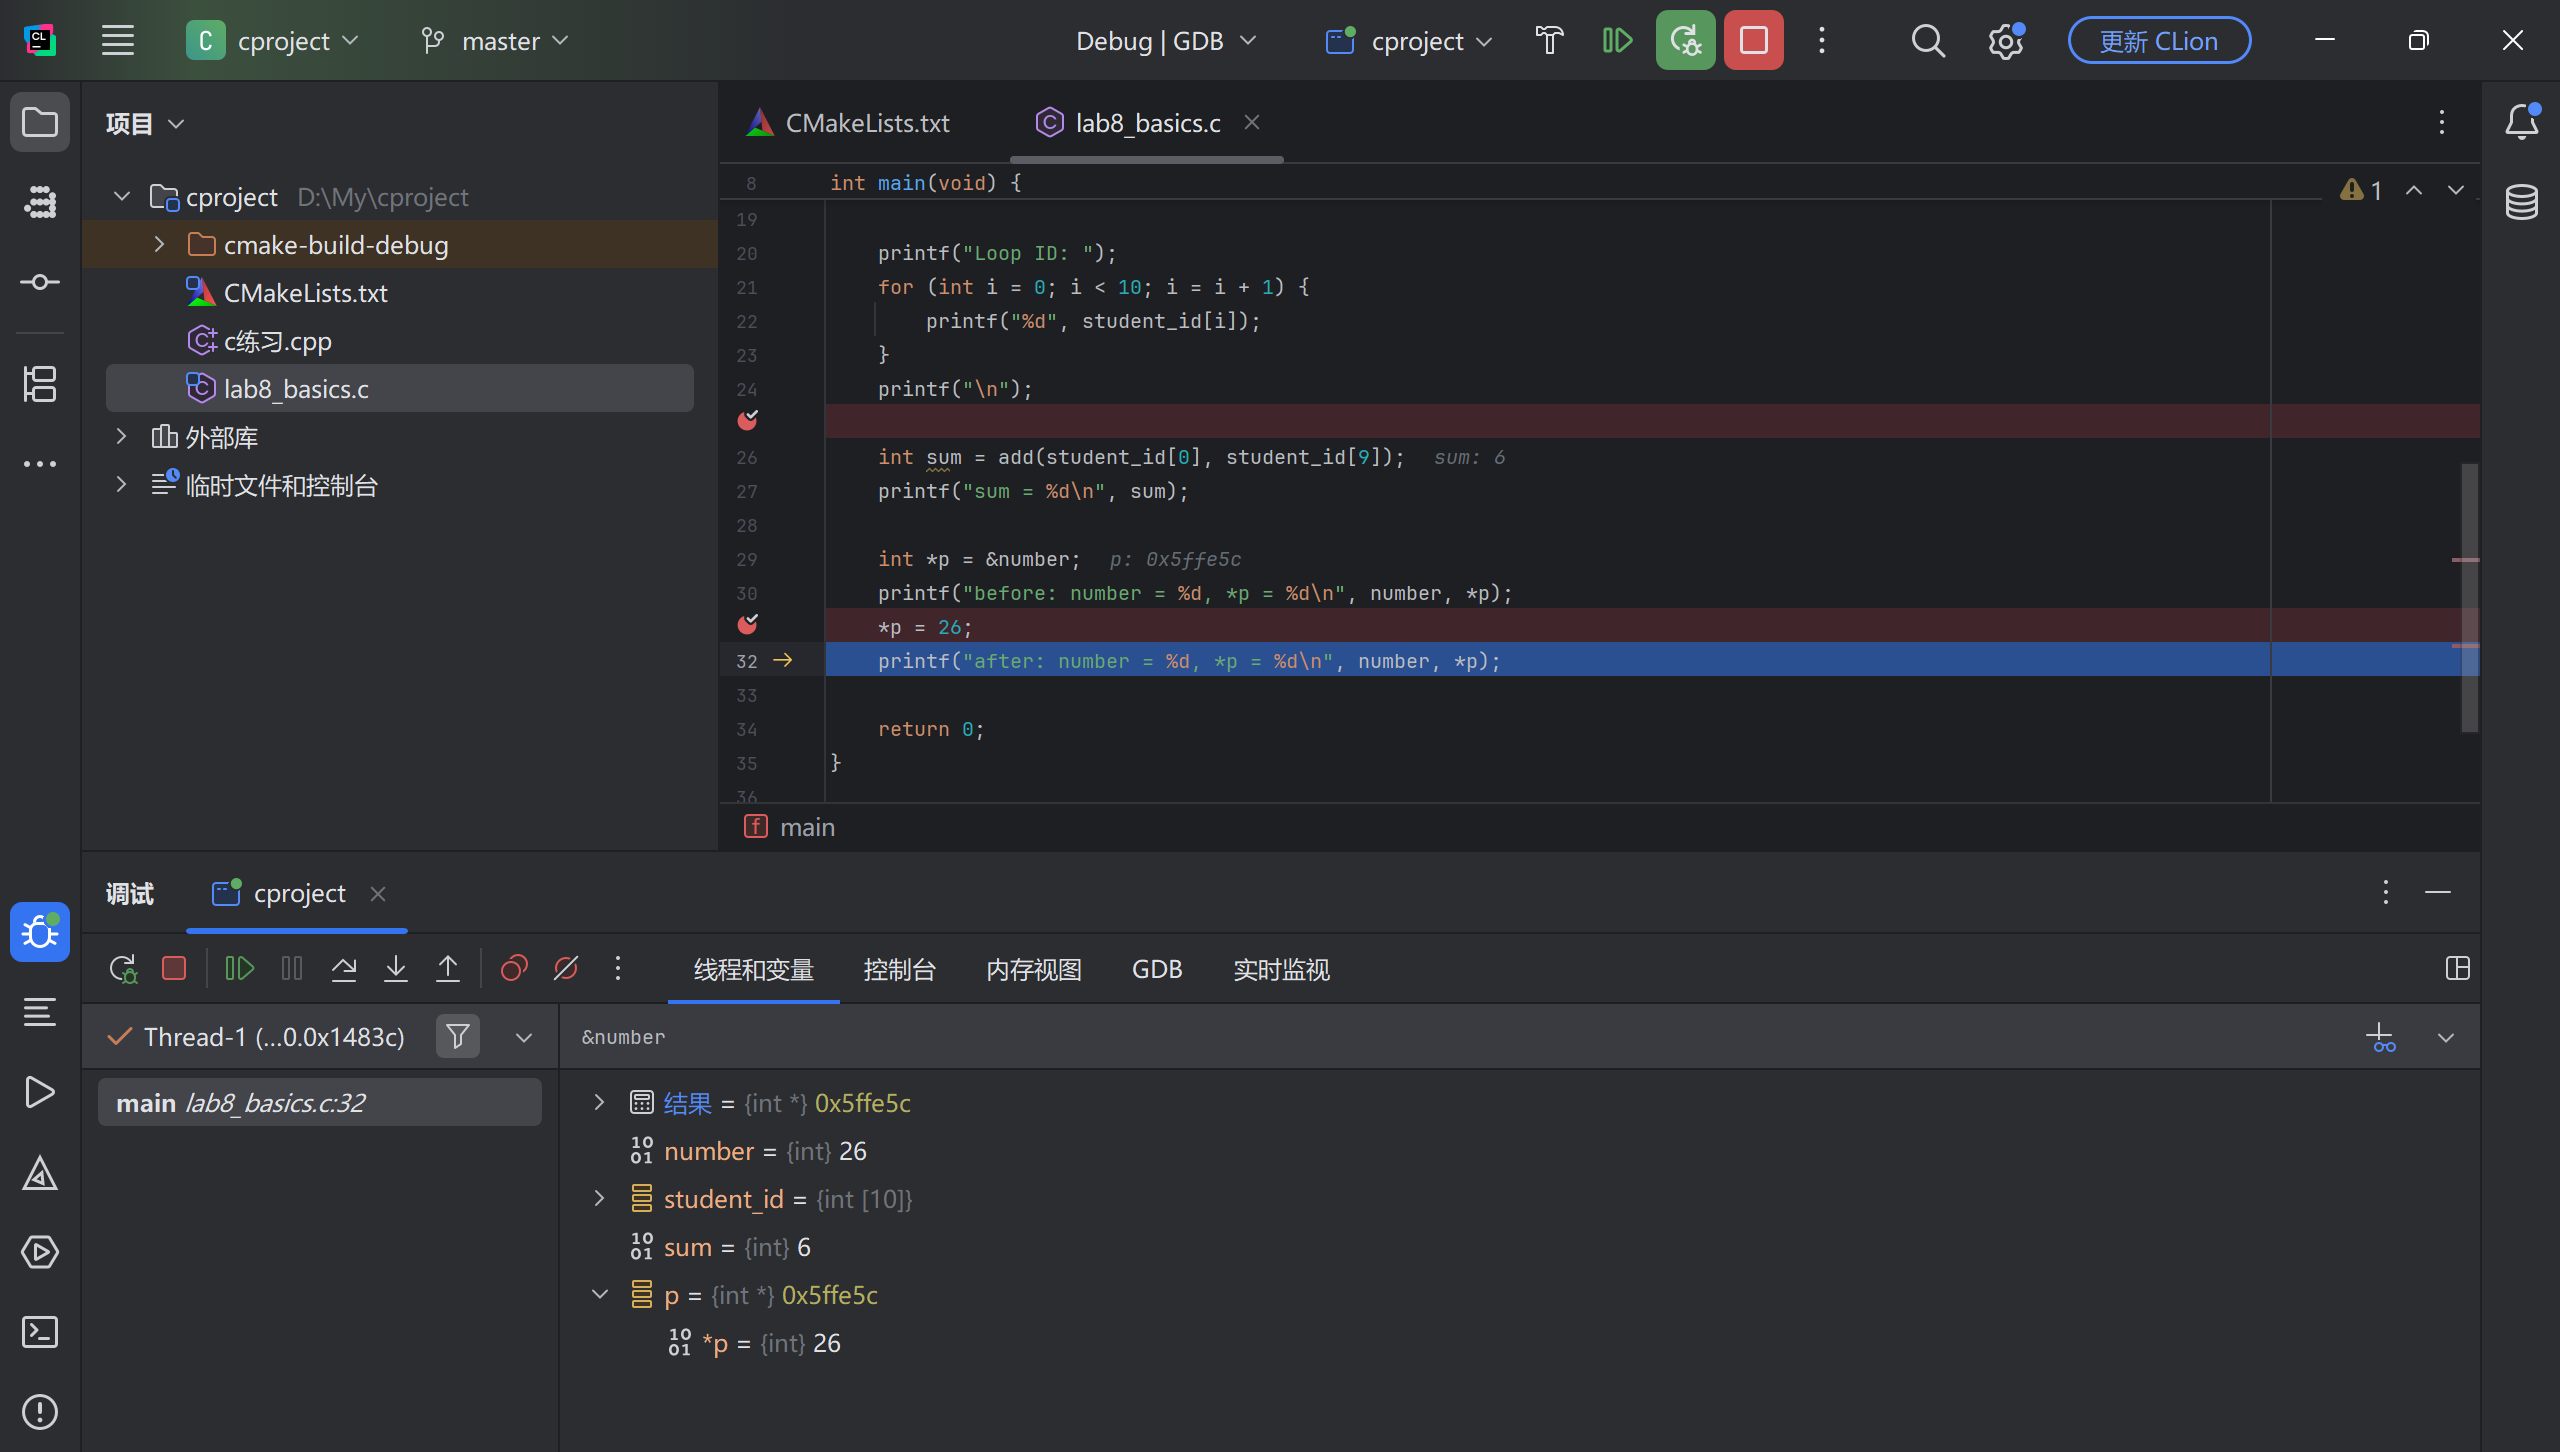 CL
C cproject
master
Debug | GDB
cproject
更新 CLion
项目
cproject D:\My\cproject
cmake-build-debug
CMakeLists.txt
c练习.cpp
lab8_basics.c
外部库
临时文件和控制台
CMakeLists.txt
lab8_basics.c
8 int main(void) {
1
19
20 printf("Loop ID: ");
21 for (int i = 0; i < 10; i = i + 1) {
22 printf("%d", student_id[i]);
23 }
24 printf("\n");
26 int sum = add(student_id[0], student_id[9]); sum: 6
27 printf("sum = %d\n", sum);
28
29 int *p = &number; p: 0x5ffe5c
30 printf("before: number = %d, *p = %d\n", number, *p);
*p = 26;
32 printf("after: number = %d, *p = %d\n", number, *p);
33
34 return 0;
35 }
36
f main
调试
cproject
线程和变量
控制台
内存视图
GDB
实时监视
Thread-1 (...0.0x1483c)
&number
main lab8_basics.c:32
结果 = {int *} 0x5ffe5c
number = {int} 26
student_id = {int [10]}
sum = {int} 6
p = {int *} 0x5ffe5c
*p = {int} 26